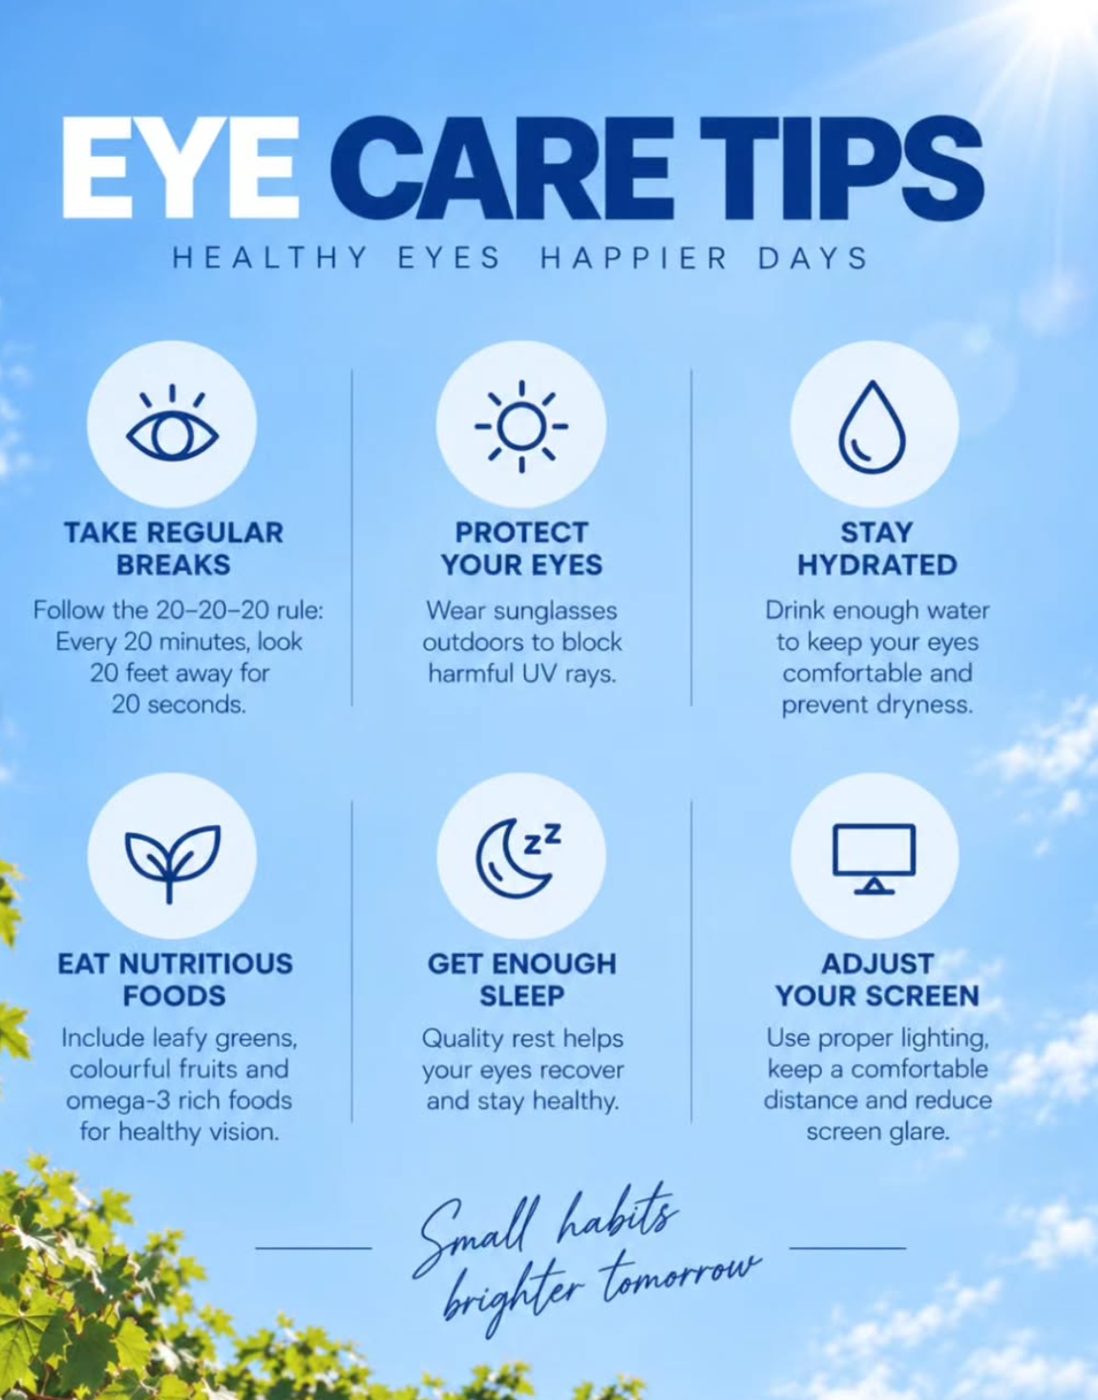 EYE CARE TIPS
HEALTHY EYES HAPPIER DAYS
TAKE REGULAR
BREAKS
Follow the 20–20–20 rule:
Every 20 minutes, look
20 feet away for
20 seconds.
PROTECT
YOUR EYES
Wear sunglasses
outdoors to block
harmful UV rays.
STAY
HYDRATED
Drink enough water
to keep your eyes
comfortable and
prevent dryness.
EAT NUTRITIOUS
FOODS
Include leafy greens,
colourful fruits and
omega-3 rich foods
for healthy vision.
zz
GET ENOUGH
SLEEP
Quality rest helps
your eyes recover
and stay healthy.
ADJUST
YOUR SCREEN
Use proper lighting,
keep a comfortable
distance and reduce
screen glare.
Small habits
brighter tomorrow